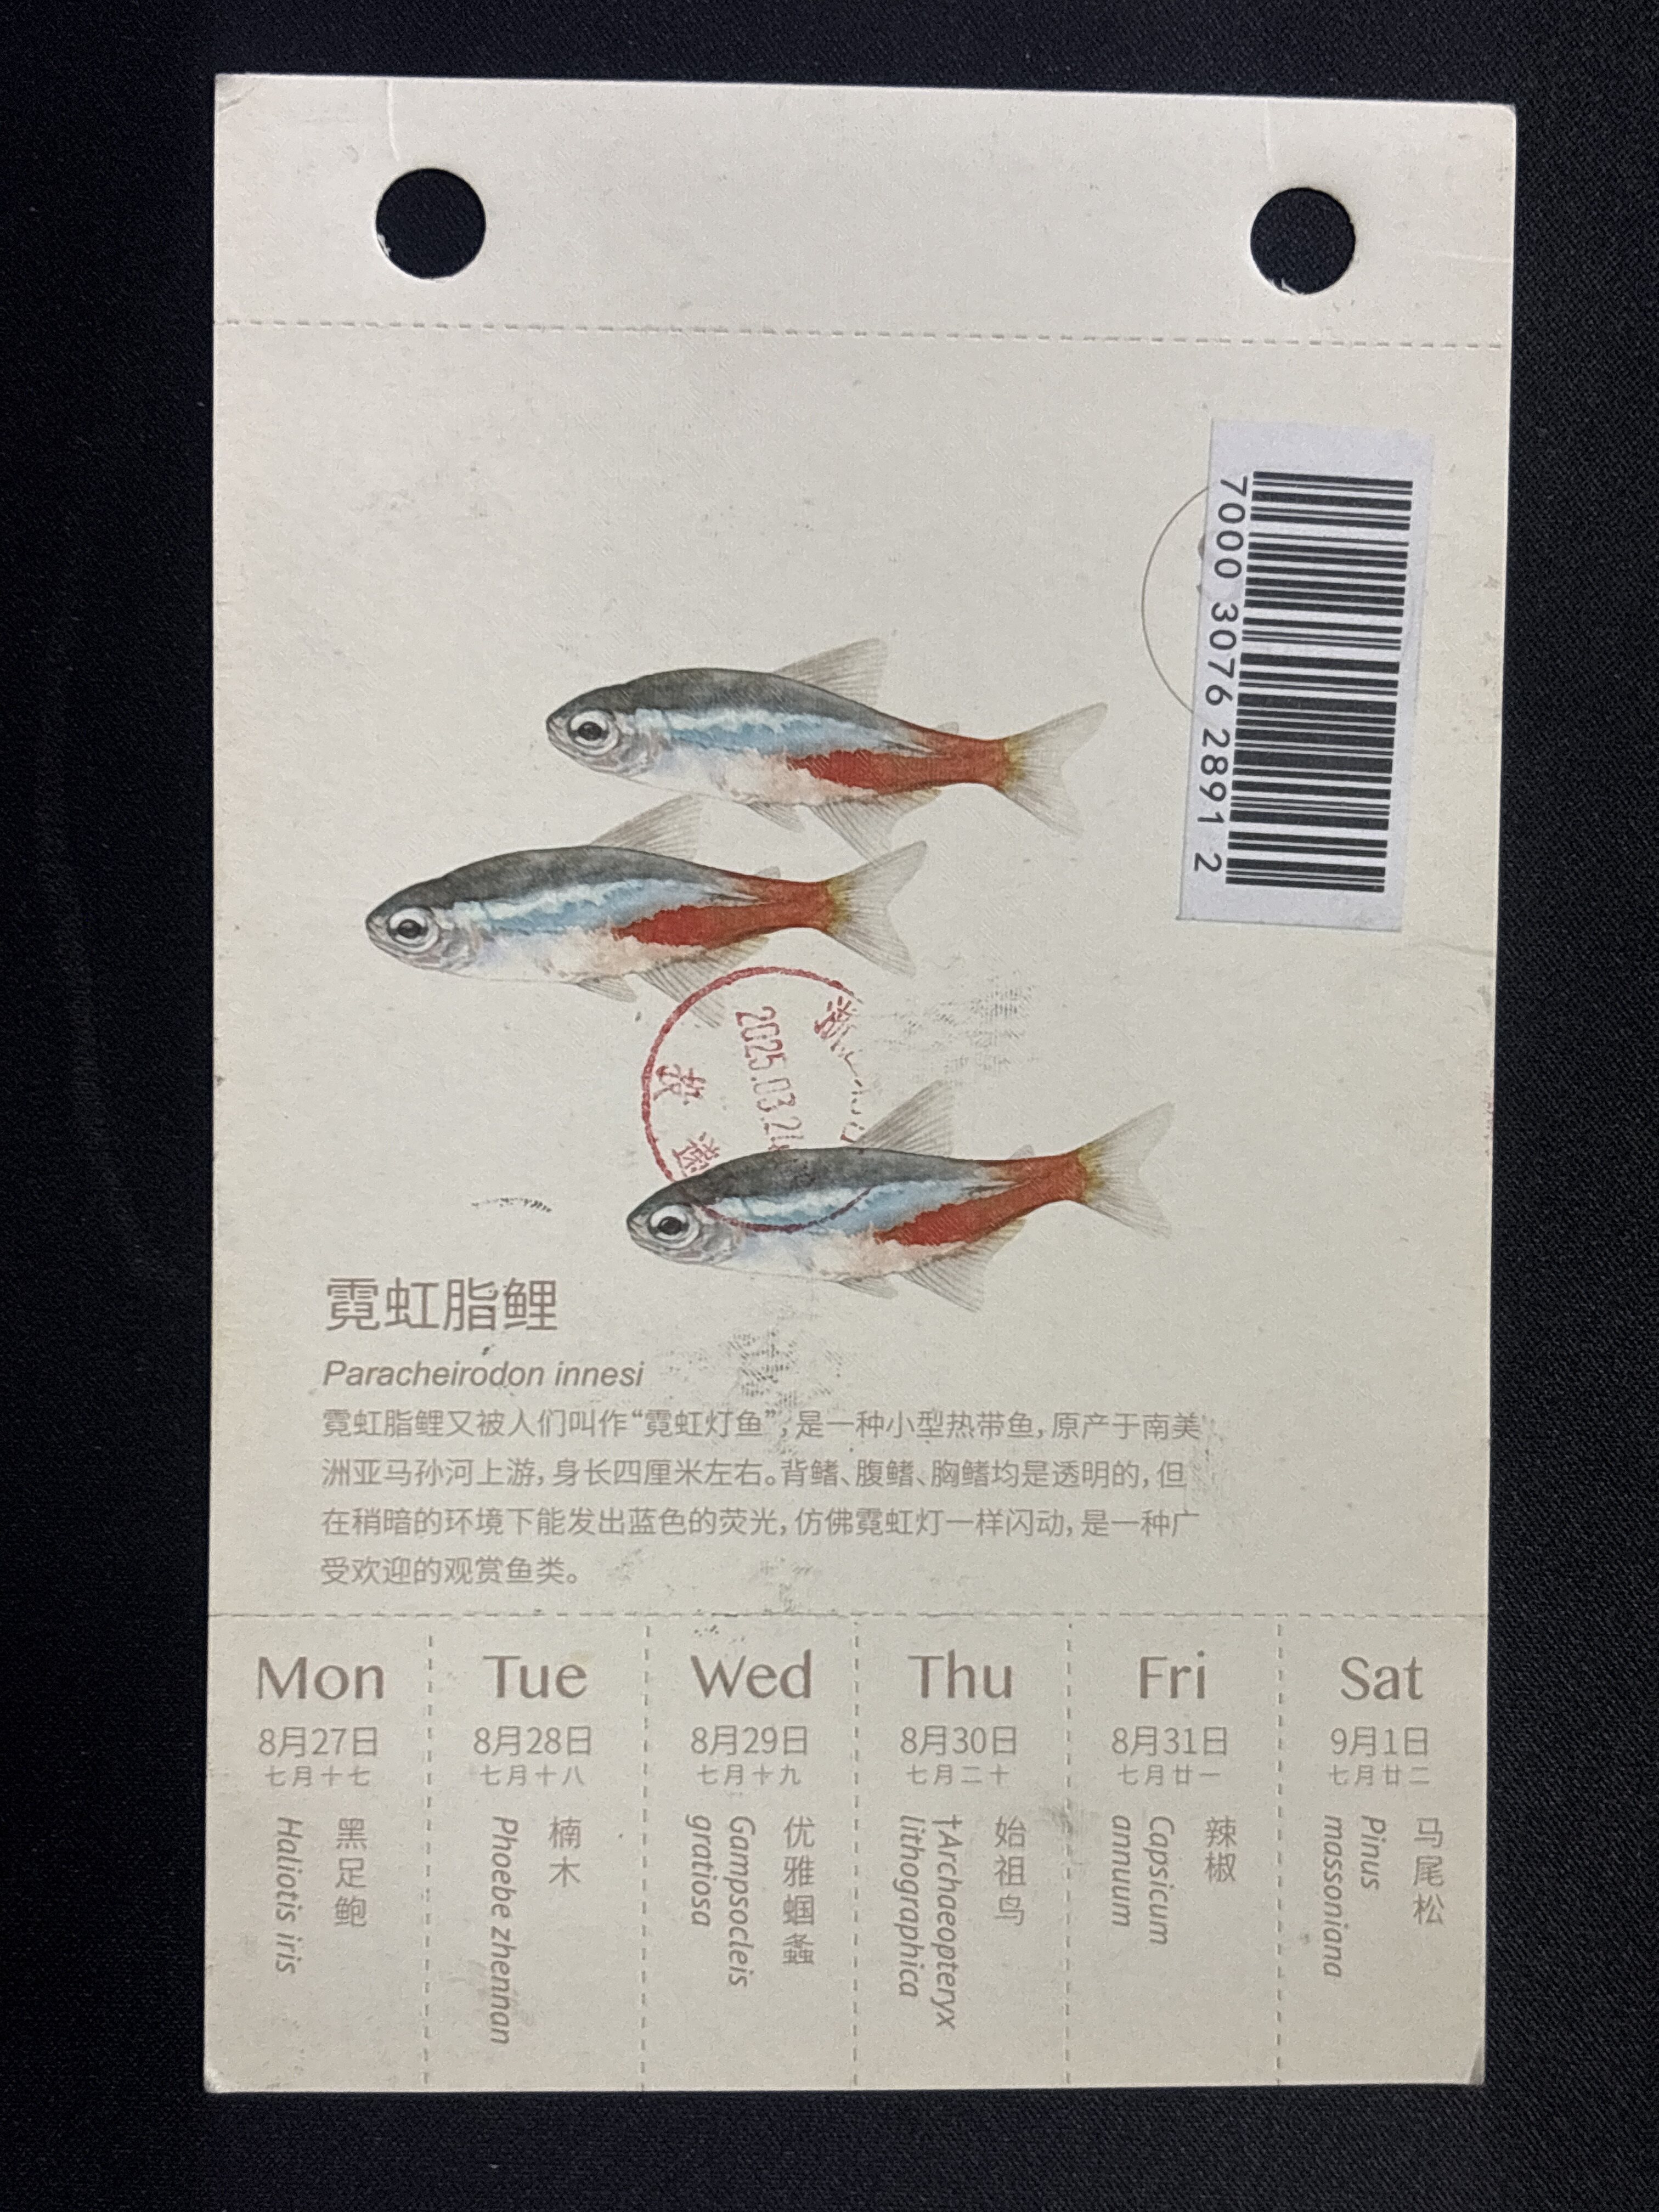 7000 3076 2891 2
2025.03.24
投
霓虹脂鲤
Paracheirodon innesi
霓虹脂鲤又被人们叫作“霓虹灯鱼”，是一种小型热带鱼，原产于南美
洲亚马孙河上游，身长四厘米左右。背鳍、腹鳍、胸鳍均是透明的，但
在稍暗的环境下能发出蓝色的荧光，仿佛霓虹灯一样闪动，是一种广
受欢迎的观赏鱼类。
Mon
8月27日
七月十七
黑足鲍
Haliotis iris
Tue
8月28日
七月十八
楠木
Phoebe zhennan
Wed
8月29日
七月十九
优雅蝈螽
Gampsocleis
gratiosa
Thu
8月30日
七月二十
始祖鸟
†Archaeopteryx
lithographica
Fri
8月31日
七月廿一
辣椒
Capsicum
annuum
Sat
9月1日
七月廿二
马尾松
Pinus
massoniana